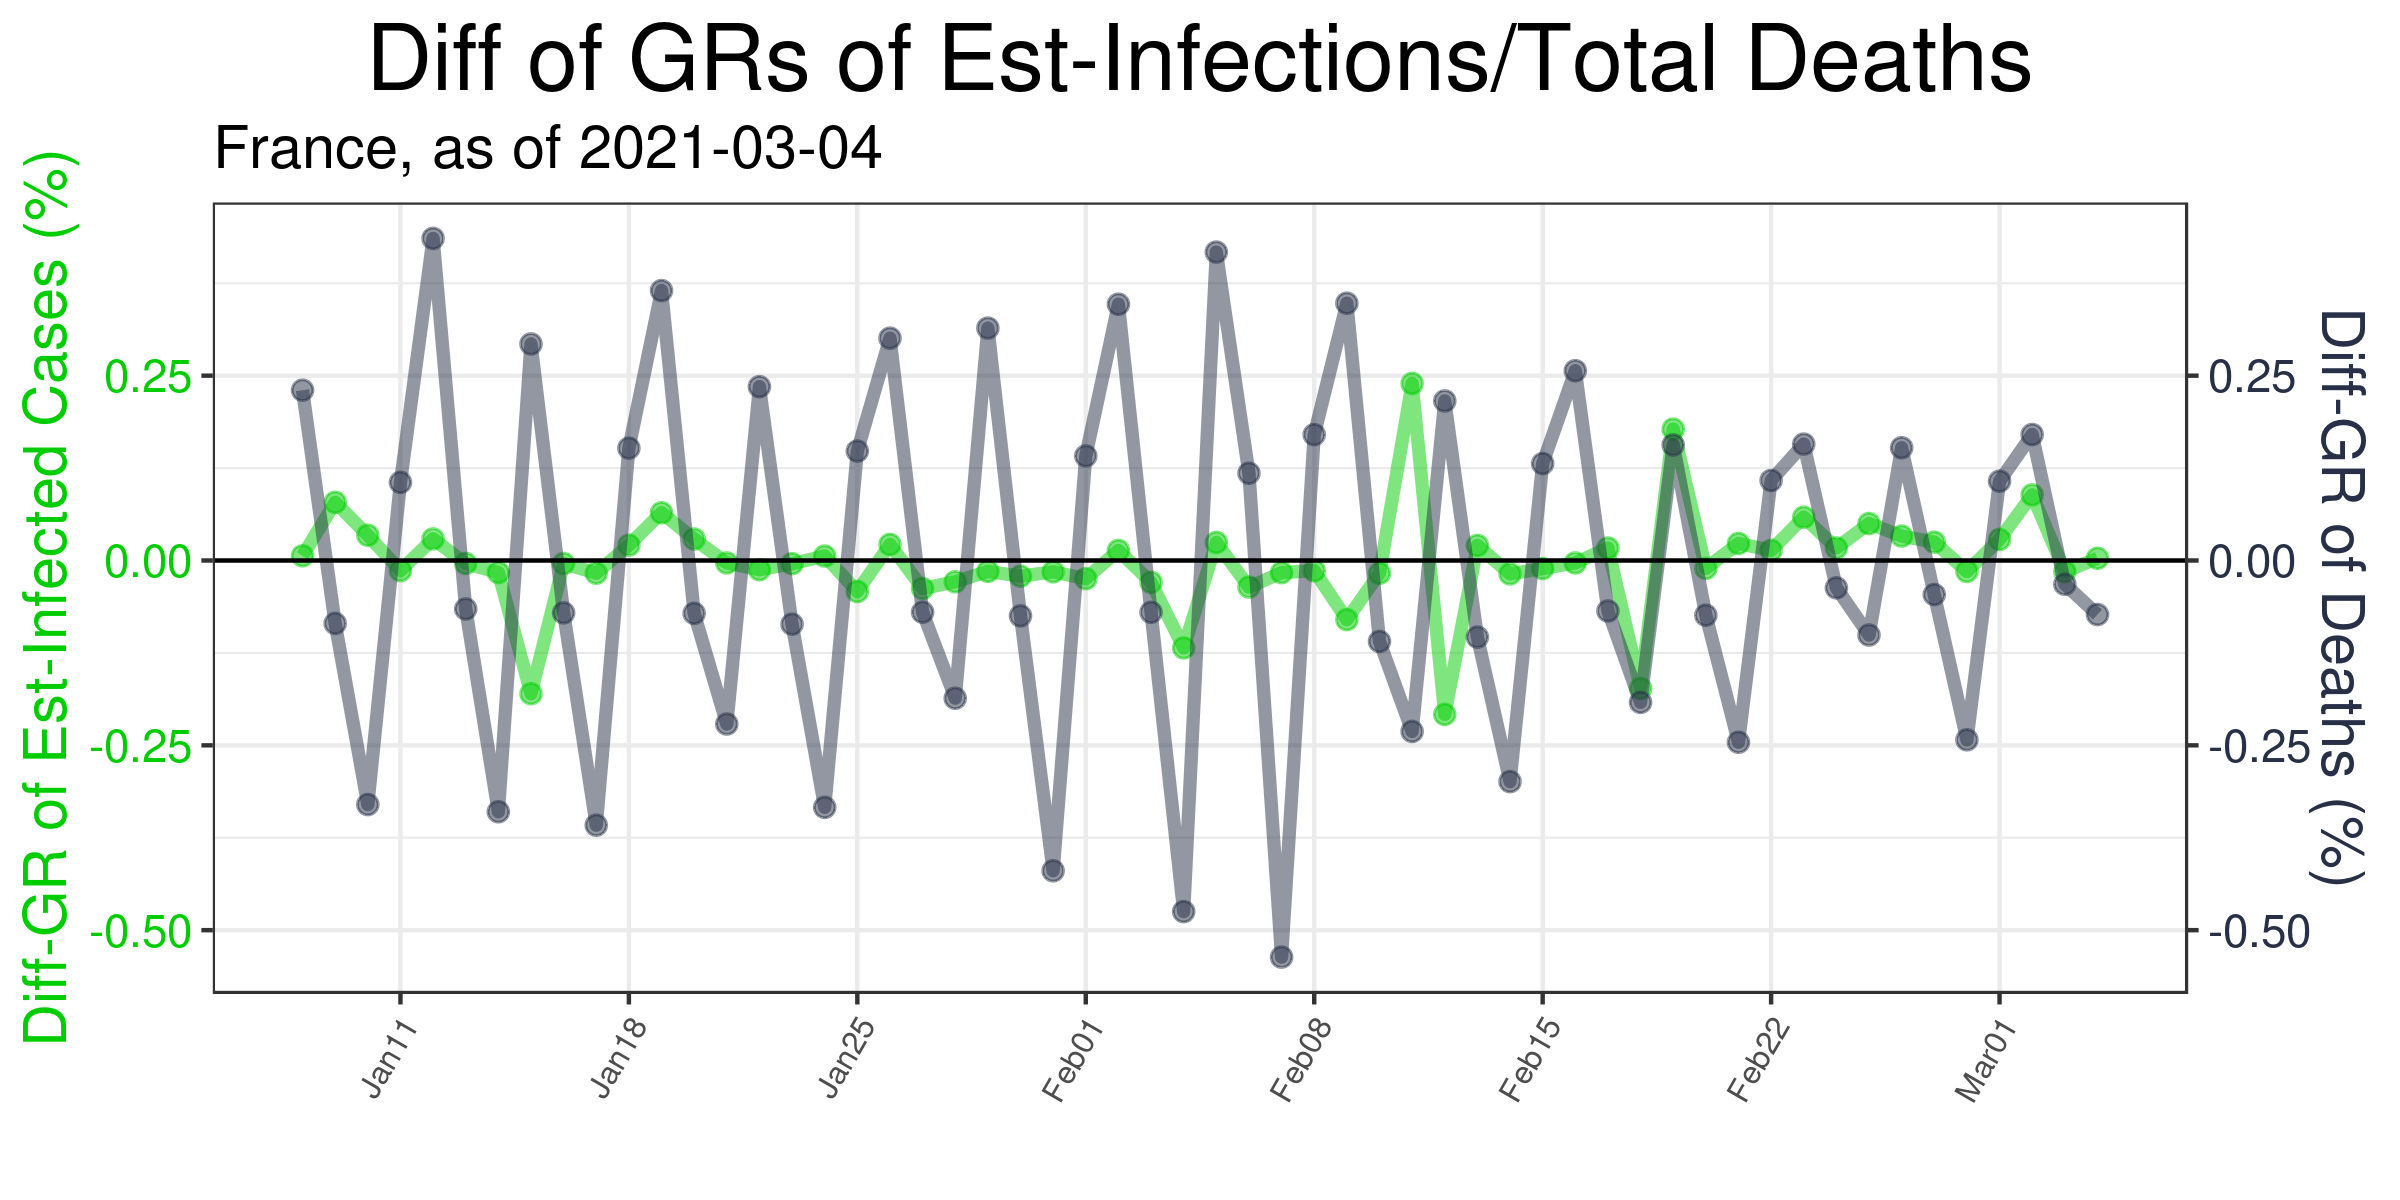 Diff of GRs of Est-Infections/Total Deaths
France, as of 2021-03-04
Diff-GR of Est-Infected Cases (%)
0.25
0.00
-0.25
-0.50
0.25
0.00
-0.25
-0.50
Diff-GR of Deaths (%)
Jan11
Jan18
Jan25
Feb01
Feb08
Feb15
Feb22
Mar01